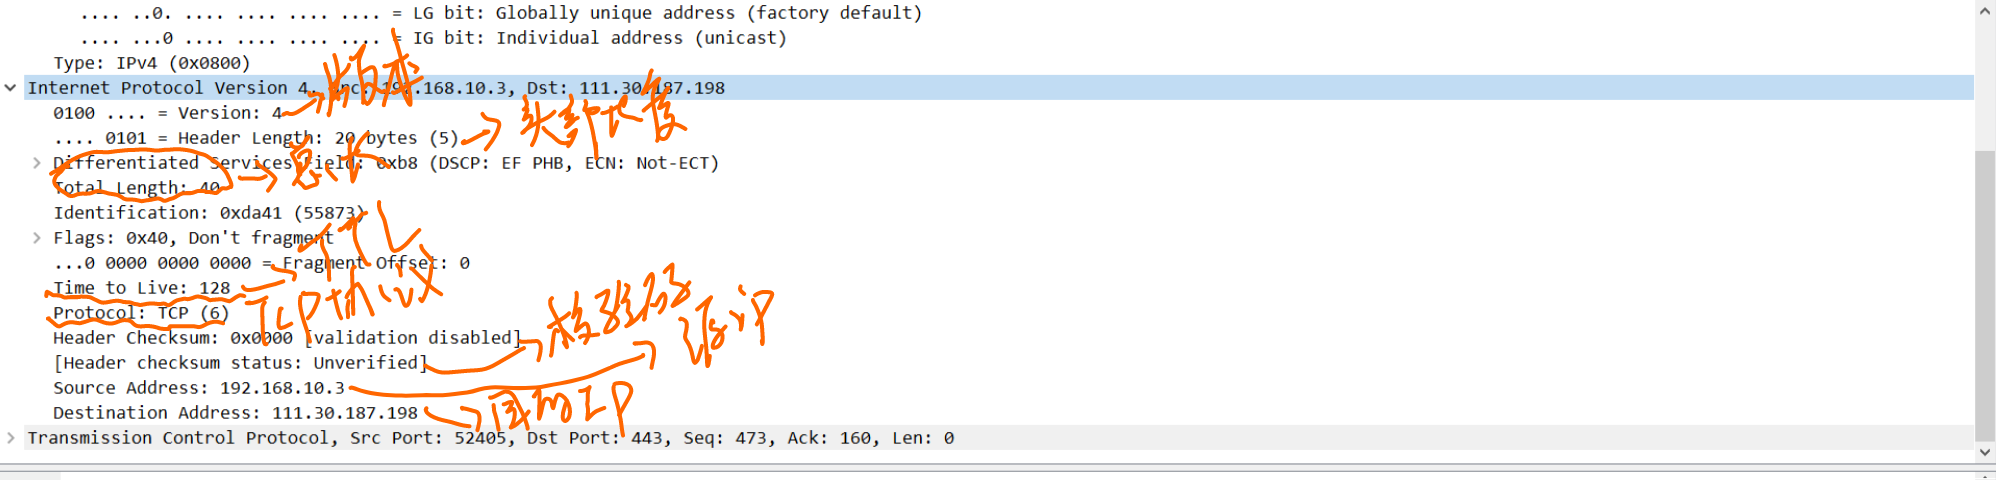 .... ..0. .... .... .... .... = LG bit: Globally unique address (factory default)
.... ...0 .... .... .... .... = IG bit: Individual address (unicast)
Type: IPv4 (0x0800)
版本
Internet Protocol Version 4, Src: 192.168.10.3, Dst: 111.30.187.198
0100 .... = Version: 4
头部长度
.... 0101 = Header Length: 20 bytes (5)
Differentiated Services Field: 0xb8 (DSCP: EF PHB, ECN: Not-ECT)
总长
Total Length: 40
Identification: 0xda41 (55873)
Flags: 0x40, Don't fragment
TTL
...0 0000 0000 0000 = Fragment Offset: 0
Time to Live: 128
TCP协议
Protocol: TCP (6)
校验码
源IP
Header Checksum: 0x0000 [validation disabled]
[Header checksum status: Unverified]
Source Address: 192.168.10.3
目的IP
Destination Address: 111.30.187.198
Transmission Control Protocol, Src Port: 52405, Dst Port: 443, Seq: 473, Ack: 160, Len: 0